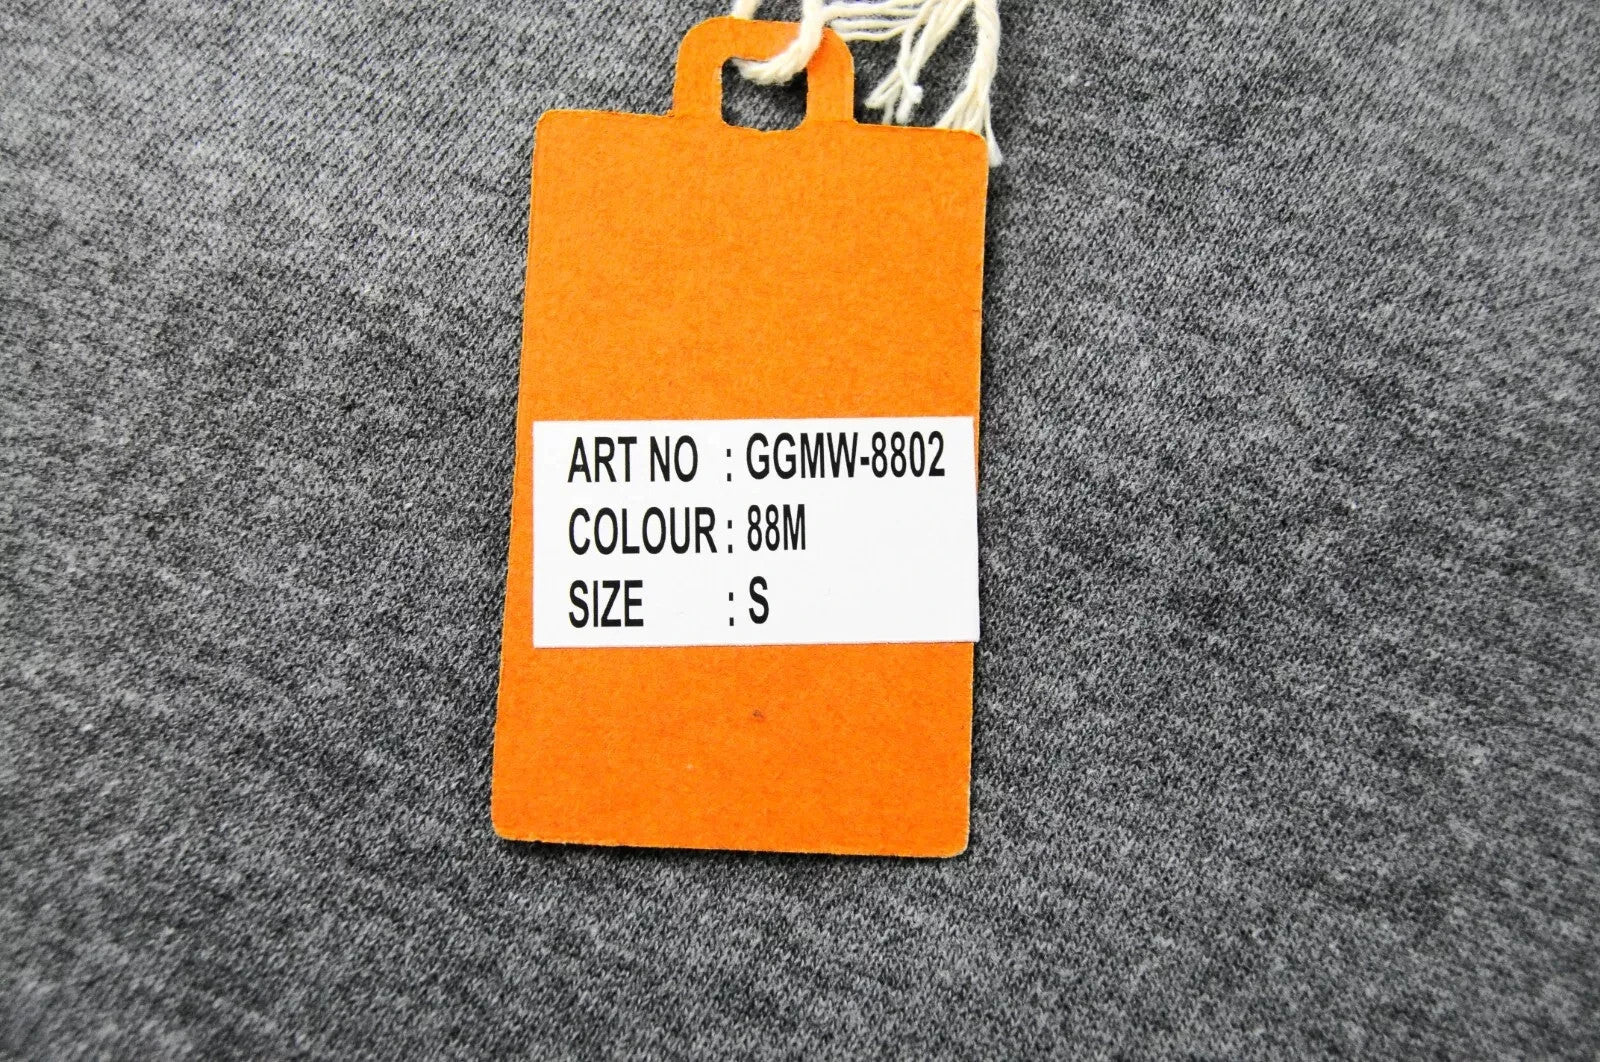 ART NO : GGMW-8802
COLOUR : 88M
SIZE : S